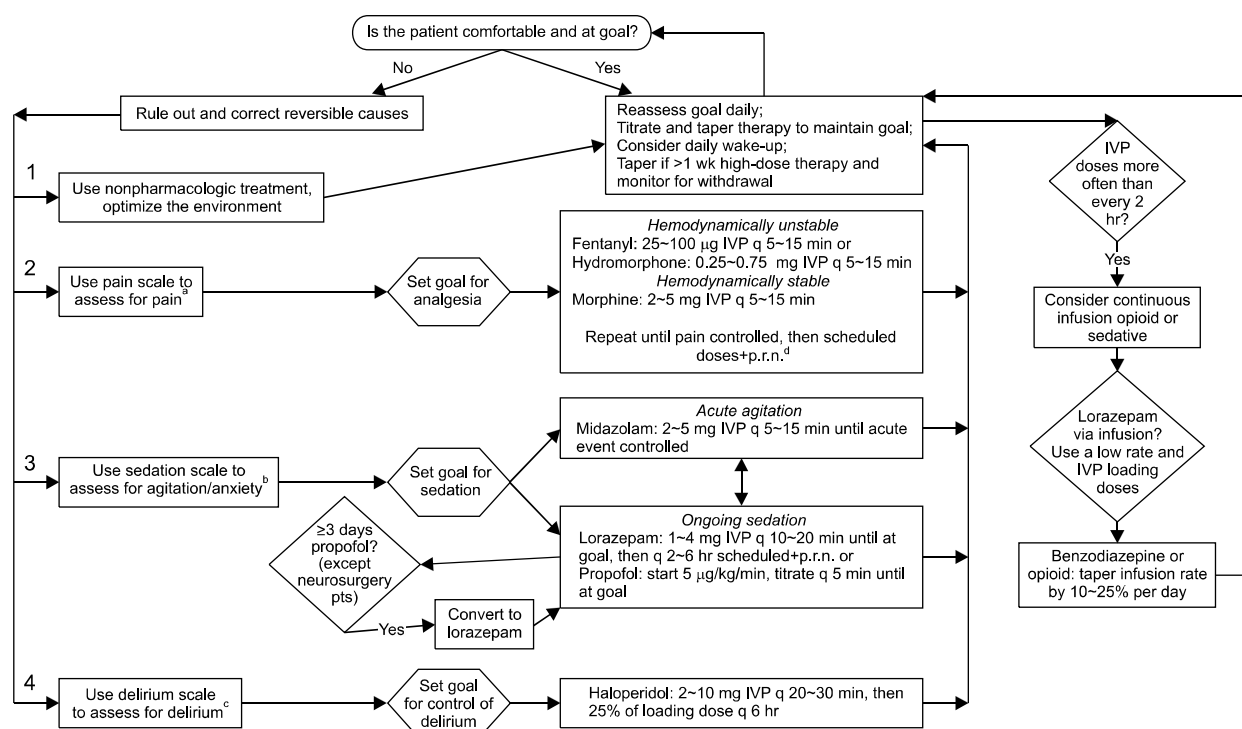 Is the patient comfortable and at goal?
No
Yes
Rule out and correct reversible causes
Reassess goal daily;
Titrate and taper therapy to maintain goal;
Consider daily wake-up;
Taper if >1 wk high-dose therapy and
monitor for withdrawal
IVP
doses more
often than
every 2
hr?
Yes
Consider continuous
infusion opioid or
sedative
Lorazepam
via infusion?
Use a low rate and
IVP loading
doses
Benzodiazepine or
opioid: taper infusion rate
by 10~25% per day
1
Use nonpharmacologic treatment,
optimize the environment
2
Use pain scale to
assess for pain^a
Set goal for
analgesia
Hemodynamically unstable
Fentanyl: 25~100 μg IVP q 5~15 min or
Hydromorphone: 0.25~0.75 mg IVP q 5~15 min
Hemodynamically stable
Morphine: 2~5 mg IVP q 5~15 min
Repeat until pain controlled, then scheduled
doses+p.r.n.^d
3
Use sedation scale to
assess for agitation/anxiety^b
Set goal for
sedation
Acute agitation
Midazolam: 2~5 mg IVP q 5~15 min until acute
event controlled
Ongoing sedation
Lorazepam: 1~4 mg IVP q 10~20 min until at
goal, then q 2~6 hr scheduled+p.r.n. or
Propofol: start 5 μg/kg/min, titrate q 5 min until
at goal
≥3 days
propofol?
(except
neurosurgery
pts)
Yes
Convert to
lorazepam
4
Use delirium scale
to assess for delirium^c
Set goal
for control of
delirium
Haloperidol: 2~10 mg IVP q 20~30 min, then
25% of loading dose q 6 hr